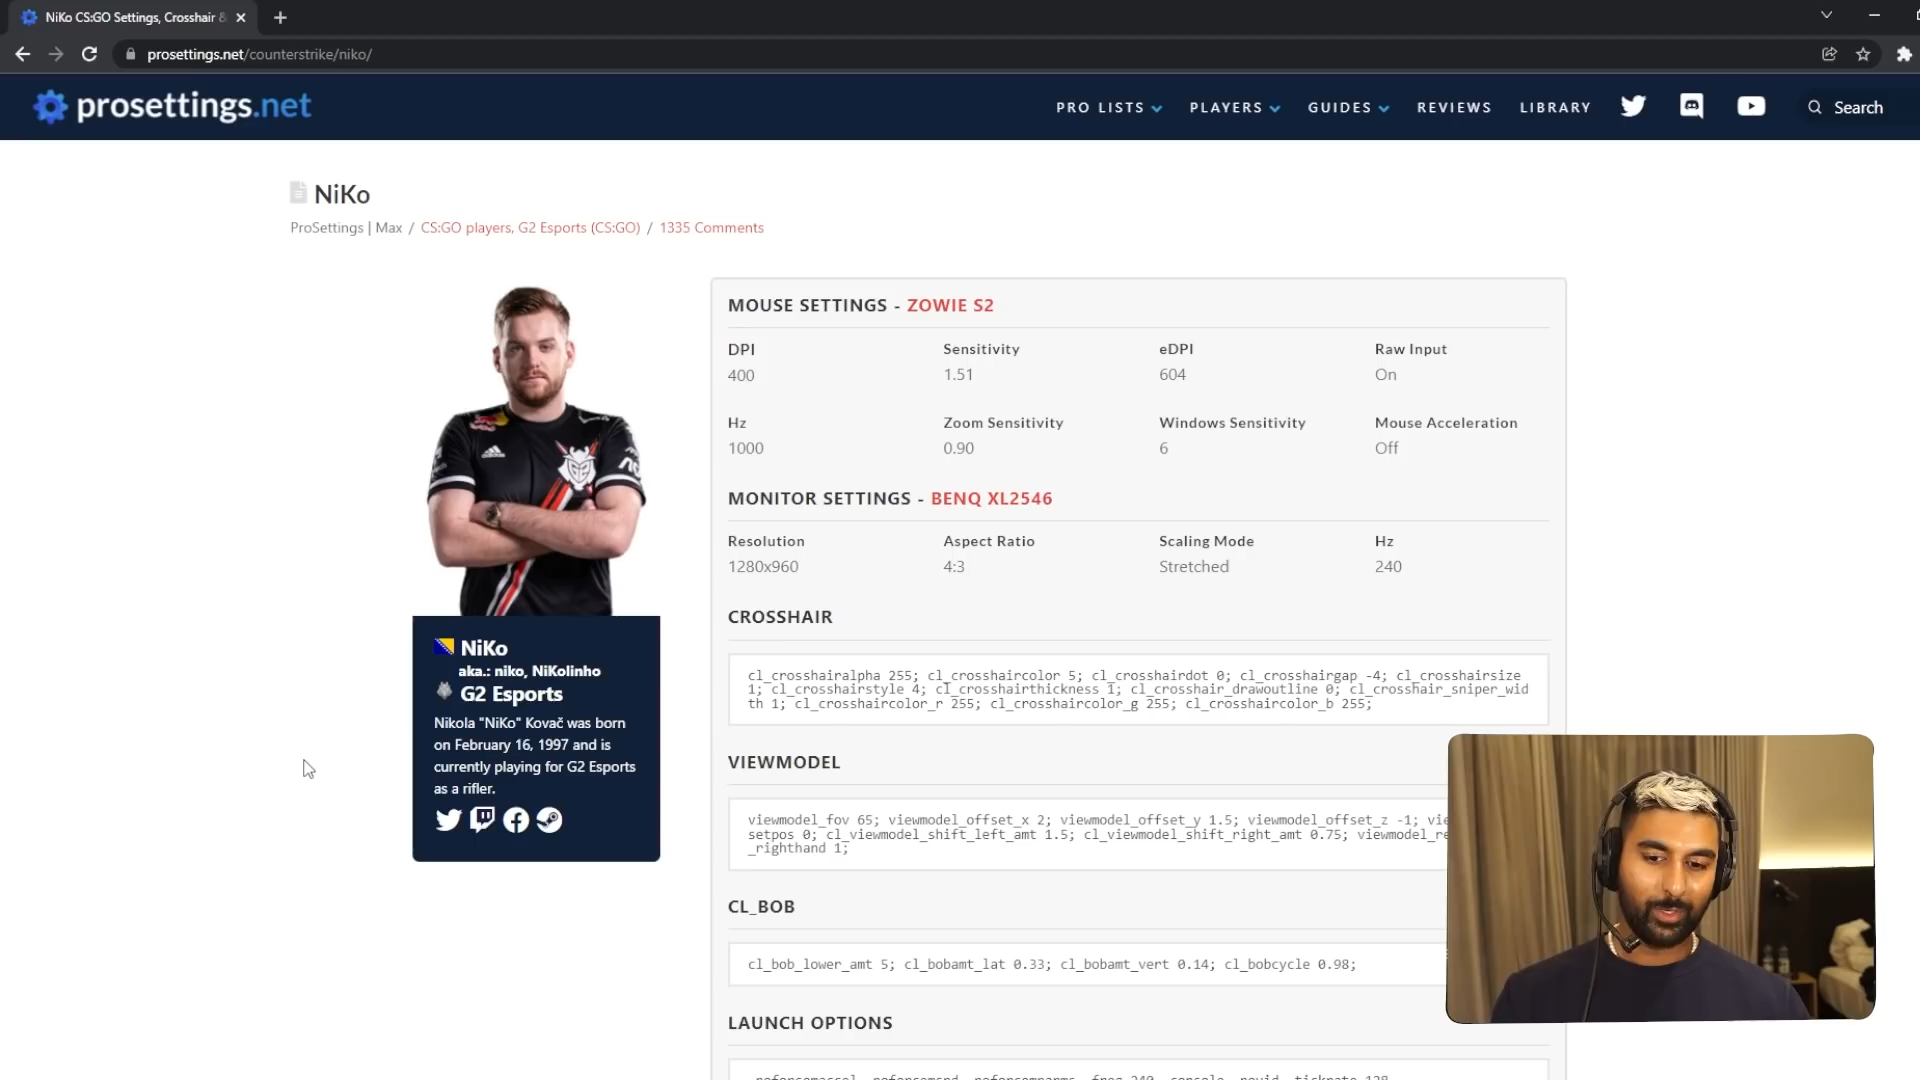 NiKo CS:GO Settings, Crosshair &
prosettings.net/counterstrike/niko/
prosettings.net
PRO LISTS PLAYERS GUIDES REVIEWS LIBRARY Search
NiKo
ProSettings | Max / CS:GO players, G2 Esports (CS:GO) / 1335 Comments
NiKo
aka.: niko, NiKolinho
G2 Esports
Nikola "NiKo" Kovač was born
on February 16, 1997 and is
currently playing for G2 Esports
as a rifler.
MOUSE SETTINGS - ZOWIE S2
DPI Sensitivity eDPI Raw Input
400 1.51 604 On
Hz Zoom Sensitivity Windows Sensitivity Mouse Acceleration
1000 0.90 6 Off
MONITOR SETTINGS - BENQ XL2546
Resolution Aspect Ratio Scaling Mode Hz
1280x960 4:3 Stretched 240
CROSSHAIR
cl_crosshairalpha 255; cl_crosshaircolor 5; cl_crosshairdot 0; cl_crosshairgap -4; cl_crosshairsize
1; cl_crosshairstyle 4; cl_crosshairthickness 1; cl_crosshair_drawoutline 0; cl_crosshair_sniper_wid
th 1; cl_crosshaircolor_r 255; cl_crosshaircolor_g 255; cl_crosshaircolor_b 255;
VIEWMODEL
viewmodel_fov 65; viewmodel_offset_x 2; viewmodel_offset_y 1.5; viewmodel_offset_z -1; vie
setpos 0; cl_viewmodel_shift_left_amt 1.5; cl_viewmodel_shift_right_amt 0.75; viewmodel_re
_righthand 1;
CL_BOB
cl_bob_lower_amt 5; cl_bobamt_lat 0.33; cl_bobamt_vert 0.14; cl_bobcycle 0.98;
LAUNCH OPTIONS